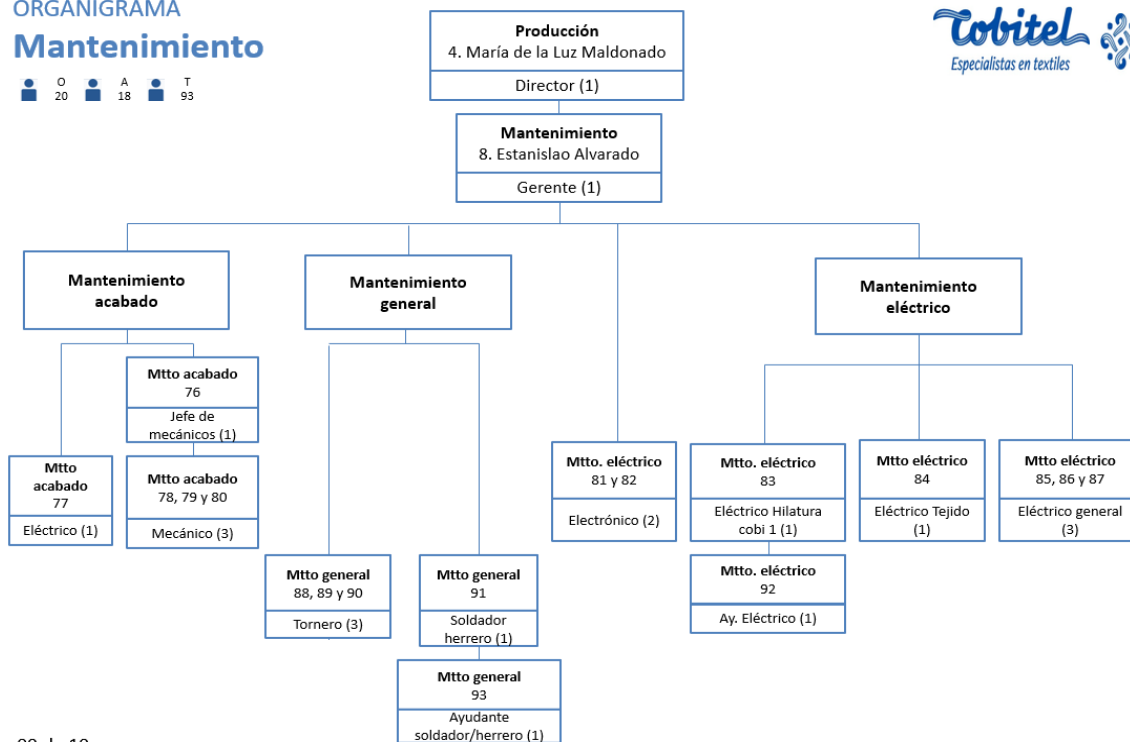 ORGANIGRAMA
Mantenimiento
O
20
A
18
T
93
Tobitel
Especialistas en textiles
Producción
4. María de la Luz Maldonado
Director (1)
Mantenimiento
8. Estanislao Alvarado
Gerente (1)
Mantenimiento
acabado
Mantenimiento
general
Mantenimiento
eléctrico
Mtto acabado
76
Jefe de
mecánicos (1)
Mtto
acabado
77
Eléctrico (1)
Mtto acabado
78, 79 y 80
Mecánico (3)
Mtto general
88, 89 y 90
Tornero (3)
Mtto general
91
Soldador
herrero (1)
Mtto general
93
Ayudante
soldador/herrero (1)
Mtto. eléctrico
81 y 82
Electrónico (2)
Mtto. eléctrico
83
Eléctrico Hilatura
cobi 1 (1)
Mtto. eléctrico
92
Ay. Eléctrico (1)
Mtto eléctrico
84
Eléctrico Tejido
(1)
Mtto eléctrico
85, 86 y 87
Eléctrico general
(3)